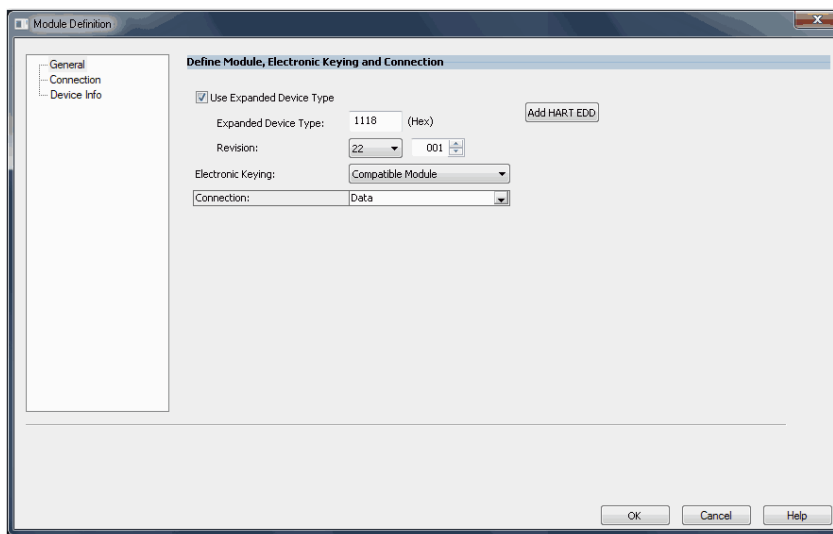 Module Definition
x
General
Connection
Device Info
Define Module, Electronic Keying and Connection
Use Expanded Device Type
Expanded Device Type: 1118 (Hex)
Add HART EDD
Revision: 22 001
Electronic Keying: Compatible Module
Connection: Data
OK Cancel Help